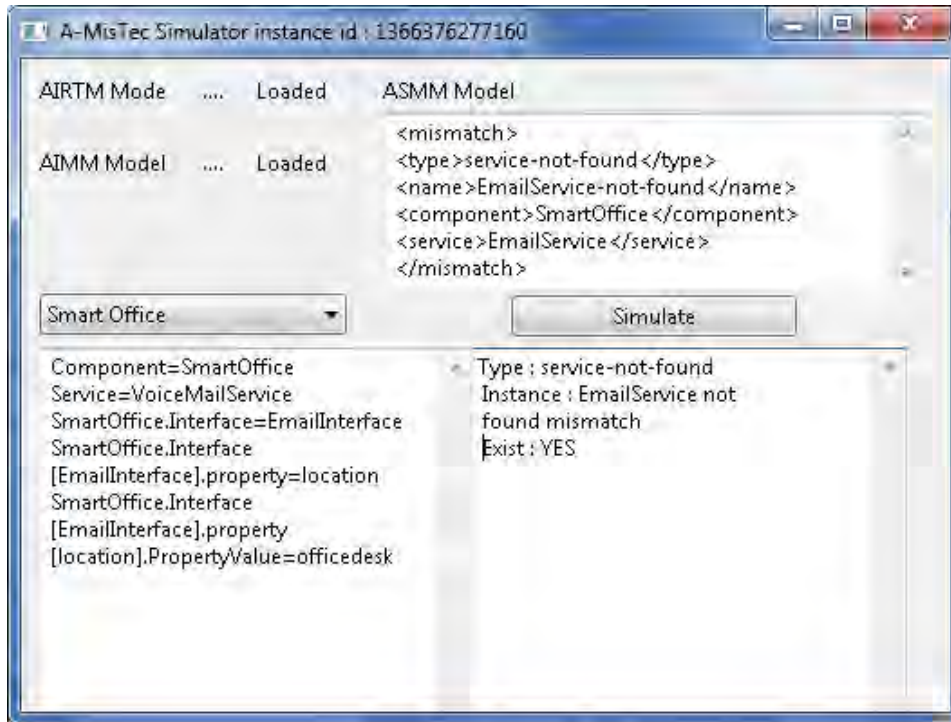 A-MisTec Simulator instance id : 1366376277160
AIRTM Mode .... Loaded ASMM Model
AIMM Model .... Loaded
<mismatch>
<type>service-not-found</type>
<name>EmailService-not-found</name>
<component>SmartOffice</component>
<service>EmailService</service>
</mismatch>
Smart Office
Simulate
Component=SmartOffice
Service=VoiceMailService
SmartOffice.Interface=EmailInterface
SmartOffice.Interface
[EmailInterface].property=location
SmartOffice.Interface
[EmailInterface].property
[location].PropertyValue=officedesk
Type : service-not-found
Instance : EmailService not
found mismatch
Exist : YES